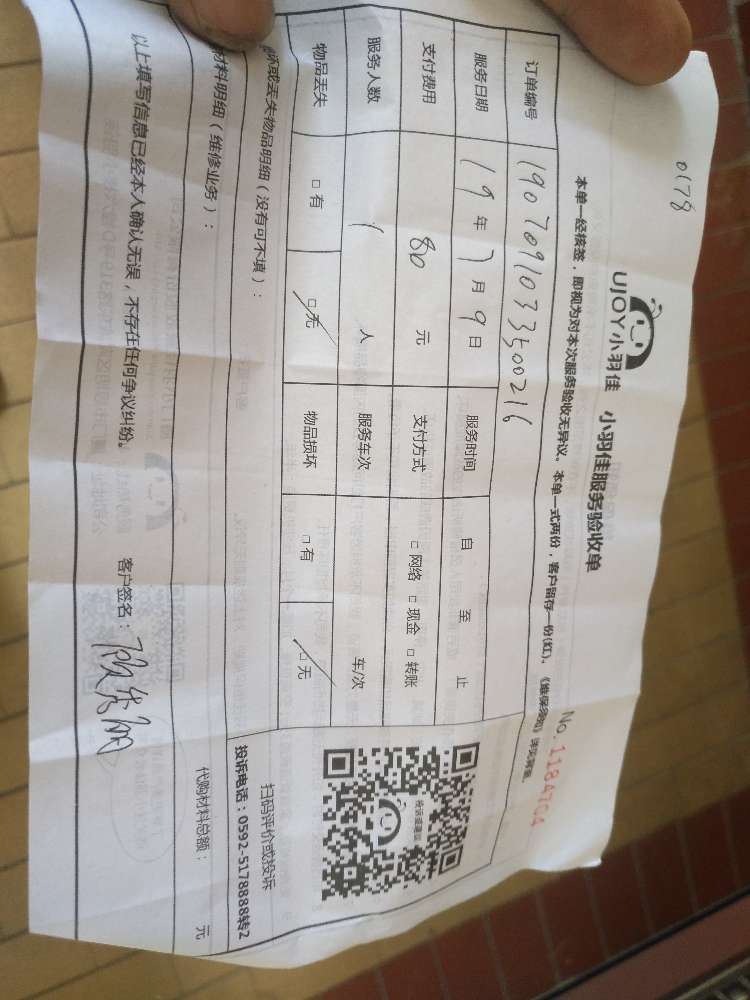 0178
UJOY小羽佳 小羽佳服务验收单
本单一经核签，即视为对本次服务验收无异议。本单一式两份，客户留存一份(红)。
No.1184704
订单编号 1907091033500216
服务日期 19年7月9日 服务时间 自 至 止
支付费用 80元 支付方式 □网络 □现金 □转账
服务人数 1人 服务车次 车/次
物品丢失 □有 □无 物品损坏 □有 □无
坏或丢失物品明细（没有可不填）：
扫码评价或投诉
投诉电话：0592-5178888转2
材料明细（维修业务）： 代购材料总额： 元
以上填写信息已经本人确认无误，不存在任何争议纠纷。 客户签名：